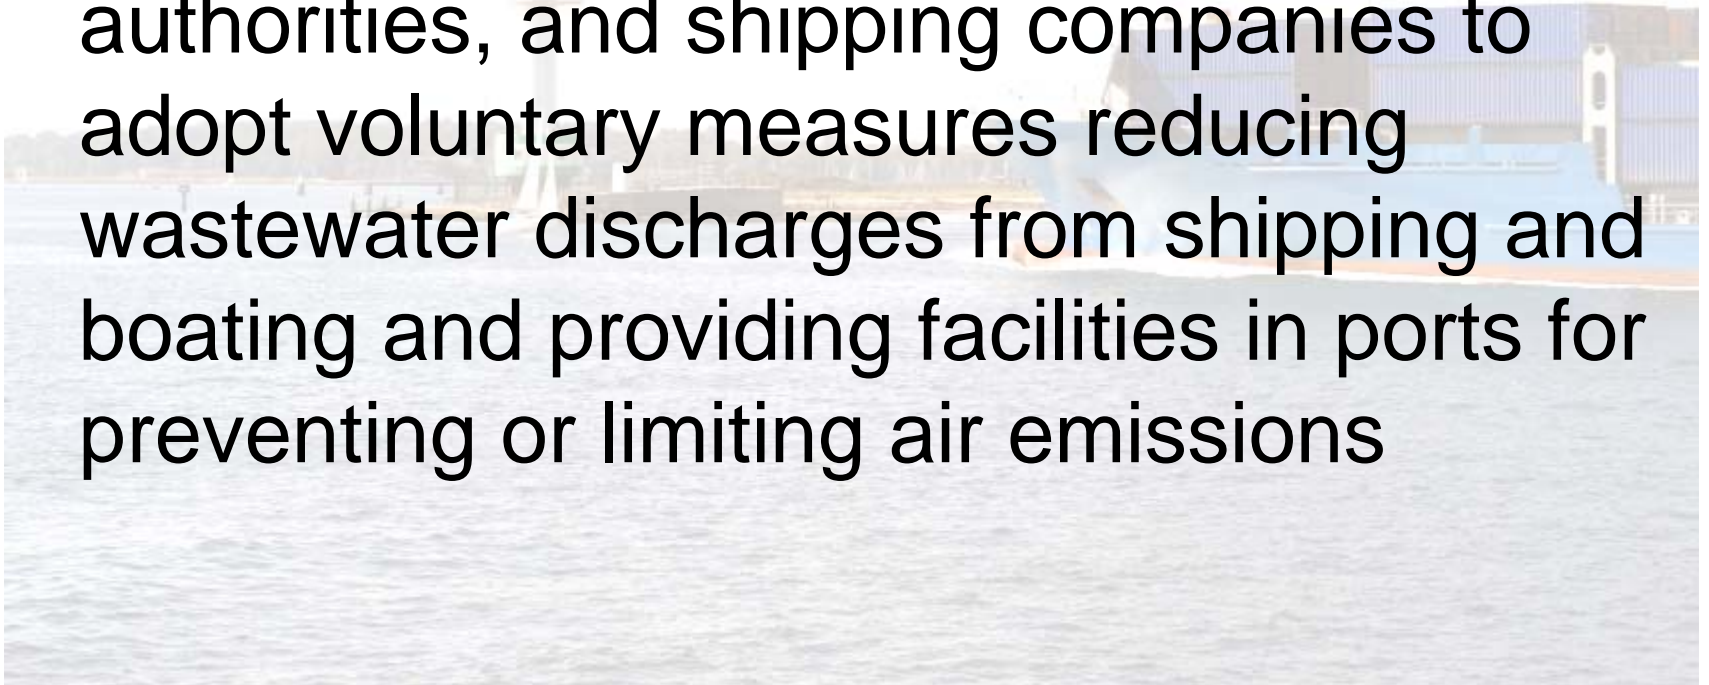 authorities, and shipping companies to
adopt voluntary measures reducing
wastewater discharges from shipping and
boating and providing facilities in ports for
preventing or limiting air emissions